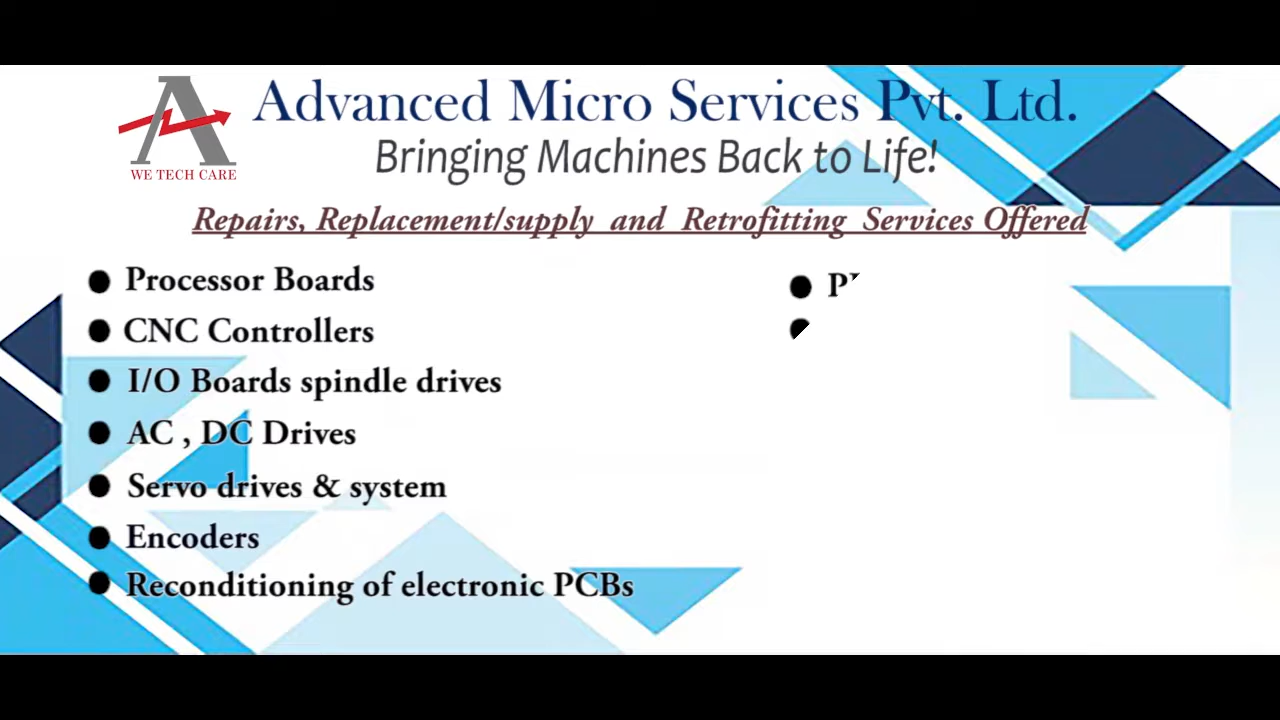 Advanced Micro Services Pvt. Ltd.
WE TECH CARE
Bringing Machines Back to Life!
Repairs, Replacement/supply and Retrofitting Services Offered
● Processor Boards
● CNC Controllers
● I/O Boards spindle drives
● AC , DC Drives
● Servo drives & system
● Encoders
● Reconditioning of electronic PCBs